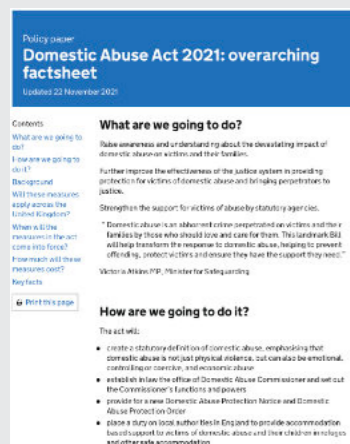 Policy paper
Domestic Abuse Act 2021: overarching
factsheet
Updated 22 November 2021
Contents
What are we going to
do?
How are we going to
do it?
Background
Will these measures
apply across the
United Kingdom?
When will the
measures in the act
come into force?
How much will these
measures cost?
Key facts
Print this page
What are we going to do?
Raise awareness and understanding about the devastating impact of
domestic abuse on victims and their families.
Further improve the effectiveness of the justice system in providing
protection for victims of domestic abuse and bringing perpetrators to
justice.
Strengthen the support for victims of abuse by statutory agencies.
" Domestic abuse is an abhorrent crime perpetrated on victims and their
families by those who should love and care for them. This landmark Bill
will help transform the response to domestic abuse, helping to prevent
offending, protect victims and ensure they have the support they need."
Victoria Atkins MP, Minister for Safeguarding
How are we going to do it?
The act will:
• create a statutory definition of domestic abuse, emphasising that
domestic abuse is not just physical violence, but can also be emotional,
controlling or coercive, and economic abuse
• establish in law the office of Domestic Abuse Commissioner and set out
the Commissioner's functions and powers
• provide for a new Domestic Abuse Protection Notice and Domestic
Abuse Protection Order
• place a duty on local authorities in England to provide accommodation
based support to victims of domestic abuse and their children in refuges
and other safe accommodation